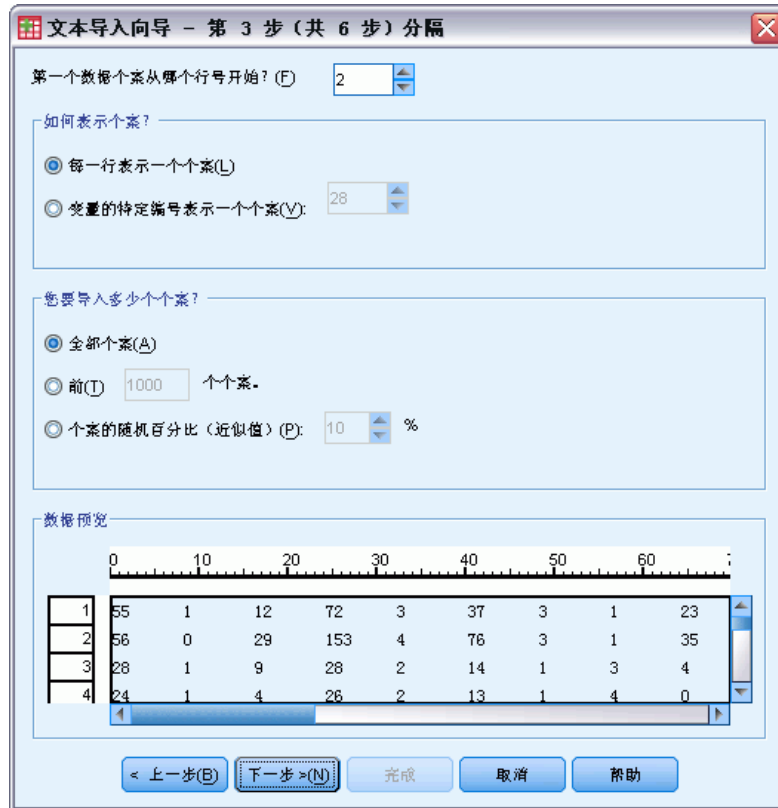 文本导入向导 - 第 3 步（共 6 步）分隔
第一个数据个案从哪个行号开始？(F) 2
如何表示个案？
每一行表示一个个案(L)
变量的特定编号表示一个个案(V): 28
您要导入多少个个案？
全部个案(A)
前(T) 1000 个个案。
个案的随机百分比（近似值）(P): 10 %
数据预览
0 10 20 30 40 50 60
1 55 1 12 72 3 37 3 1 23
2 56 0 29 153 4 76 3 1 35
3 28 1 9 28 2 14 1 3 4
4 24 1 4 26 2 13 1 4 0
< 上一步(B) 下一步 >(N) 完成 取消 帮助